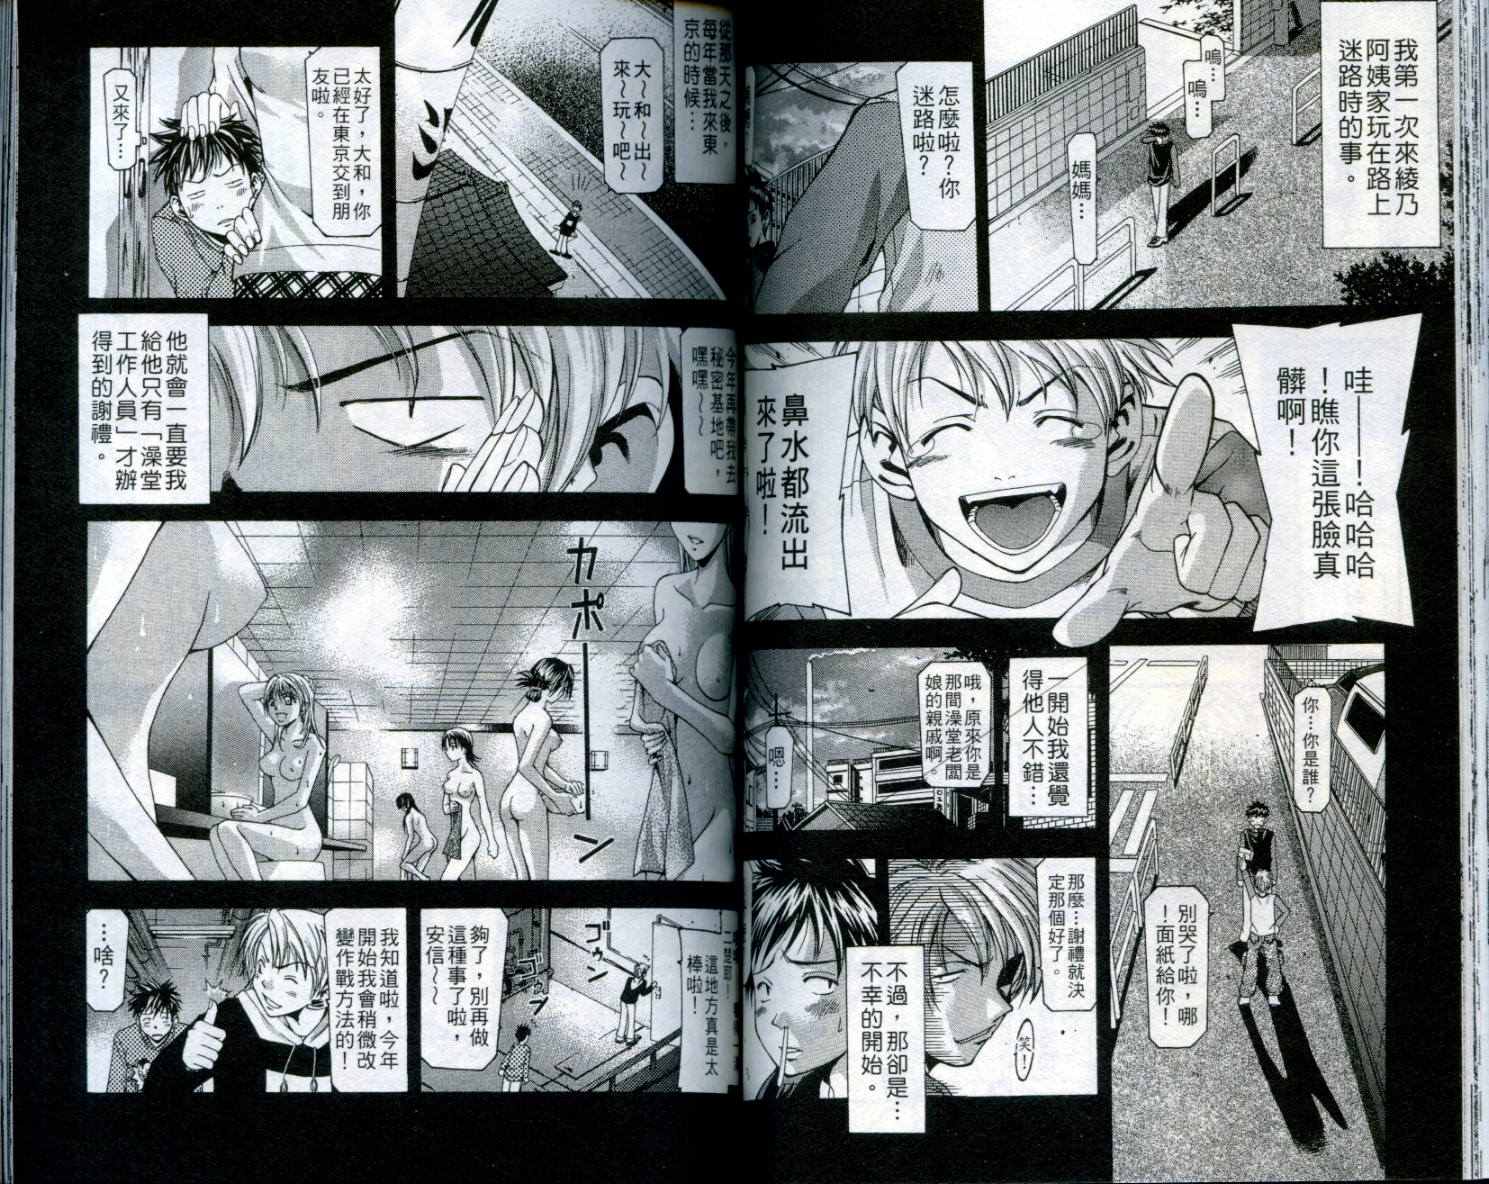 我第一次來綾乃
阿姨家玩在路上
迷路時的事。
嗚…
嗚…
媽媽…
怎麼啦？你
迷路啦？
哇——！哈哈哈
！瞧你這張臉真
髒啊！
鼻水都流出
來了啦！
你…你是誰？
別哭了啦，哪
！面紙給你！
一開始我還覺
得他人不錯…
哦，原來你是
那間澡堂老闆
娘的親戚啊。
嗯…
那麼…謝禮就決
定那個好了。
笑！
不過，那卻是…
不幸的開始。
從那天之後，
每年當我來東
京的時候…
大～和～出～
來～玩～吧～
太好了，大和，你
已經在東京交到朋
友啦。
又來了…
今年再帶我去
秘密基地吧，
嘿嘿～～
他就會一直要我
給他只有「澡堂
工作人員」才辦
得到的謝禮。
カポーン
這地方真是太
棒啦！
ゴゥン
ゴゥン
夠了，別再做
這種事了啦，
安信～～
我知道啦，今年
開始我會稍微改
變作戰方法的！
…啥？